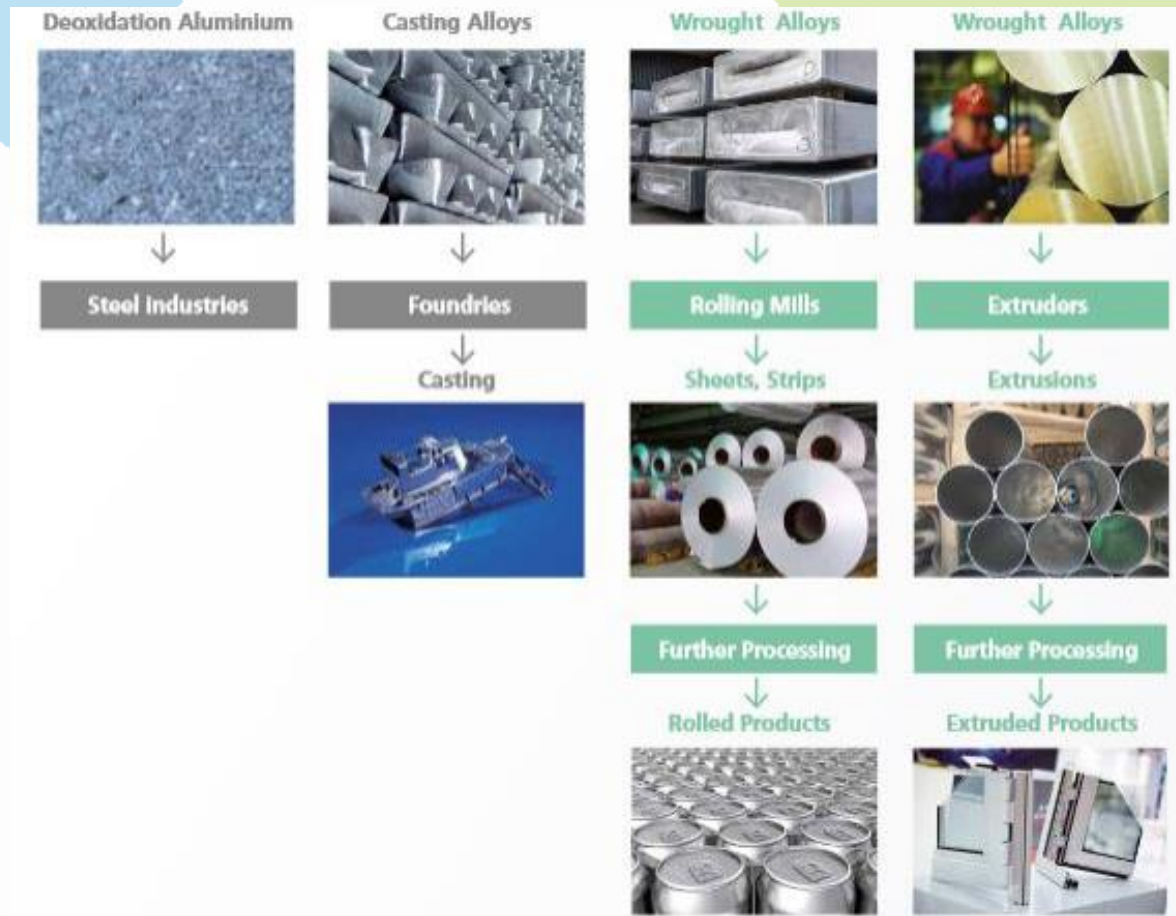 Deoxidation Aluminium
Casting Alloys
Wrought Alloys
Wrought Alloys
Steel Industries
Foundries
Rolling Mills
Extruders
Casting
Sheets, Strips
Extrusions
Further Processing
Further Processing
Rolled Products
Extruded Products